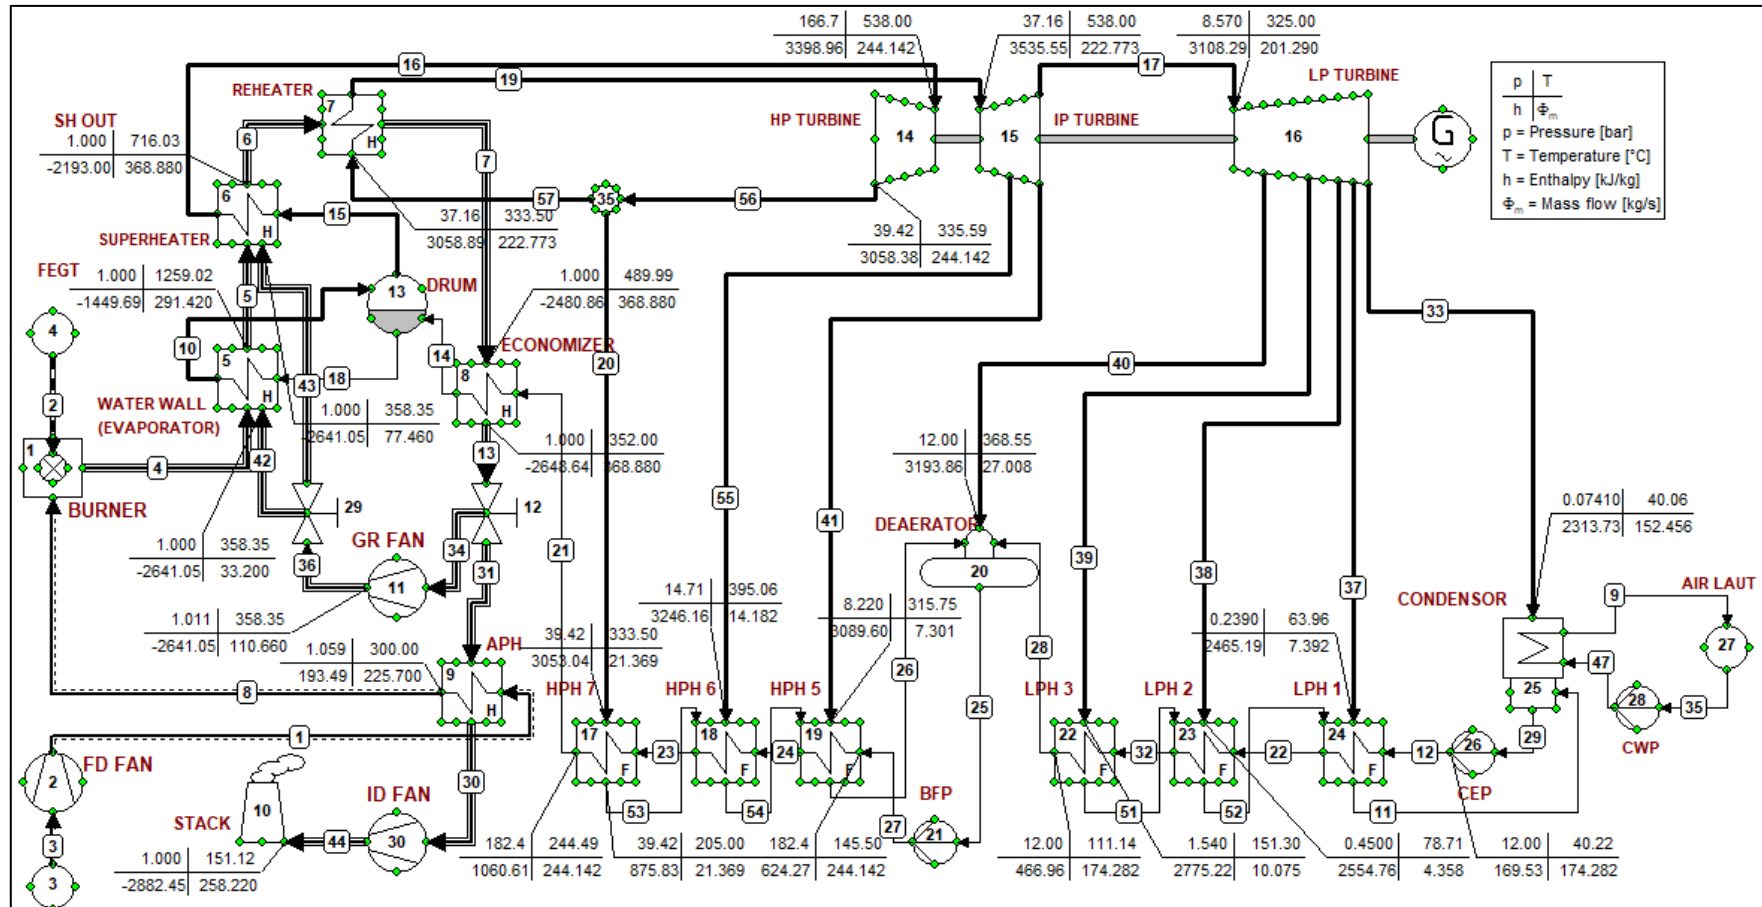 166.7 538.00
3398.96 244.142
37.16 538.00
3535.55 222.773
8.570 325.00
3108.29 201.290
16
19
17
REHEATER
7
H
LP TURBINE
p T
h Φm
p = Pressure [bar]
T = Temperature [°C]
h = Enthalpy [kJ/kg]
Φm = Mass flow [kg/s]
SH OUT
1.000 716.03
-2193.00 368.880
6
7
HP TURBINE
14
15
IP TURBINE
16
G
~
6
H
15
57
35
56
SUPERHEATER
37.16 333.50
3058.89 222.773
39.42 335.59
3058.38 244.142
FEGT
1.000 1259.02
-1449.69 291.420
5
13
DRUM
1.000 489.99
-2480.86 368.880
33
4
10
5
H
18
43
14
ECONOMIZER
8
H
20
40
2
WATER WALL
(EVAPORATOR)
1.000 358.35
-2641.05 77.460
21
1
4
42
13
1.000 352.00
-2648.64 368.880
12.00 368.55
3193.86 27.008
BURNER
29
12
55
41
DEAERATOR
20
39
38
37
0.07410 40.06
2313.73 152.456
1.000 358.35
-2641.05 33.200
GR FAN
36
34
31
11
14.71 395.06
3246.16 14.182
8.220 315.75
3089.60 7.301
0.2390 63.96
2465.19 7.392
CONDENSOR
9
AIR LAUT
27
1.011 358.35
-2641.05 110.660
APH
39.42 333.50
3053.04 21.369
26
28
47
1.059 300.00
193.49 225.700
9
H
8
HPH 7
HPH 6
HPH 5
25
LPH 3
LPH 2
LPH 1
25
28
35
CWP
1
17
F
23
18
F
24
19
F
22
F
32
23
F
22
24
F
12
26
29
CEP
FD FAN
2
3
3
STACK
10
ID FAN
30
44
30
53
54
27
BFP
21
51
52
11
1.000 151.12
-2882.45 258.220
182.4 244.49
1060.61 244.142
39.42 205.00
875.83 21.369
182.4 145.50
624.27 244.142
12.00 111.14
466.96 174.282
1.540 151.30
2775.22 10.075
0.4500 78.71
2554.76 4.358
12.00 40.22
169.53 174.282